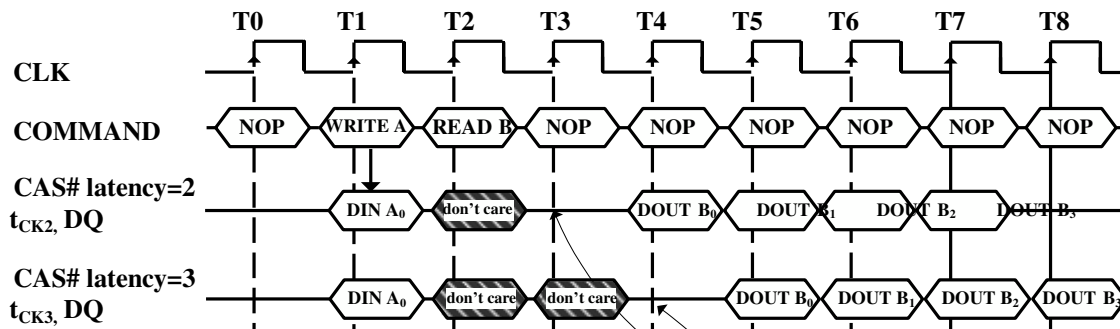 T0 T1 T2 T3 T4 T5 T6 T7 T8
CLK
COMMAND NOP WRITE A READ B NOP NOP NOP NOP NOP NOP
CAS# latency=2
t_CK2, DQ DIN A0 don't care DOUT B0 DOUT B1 DOUT B2 DOUT B3
CAS# latency=3
t_CK3, DQ DIN A0 don't care don't care DOUT B0 DOUT B1 DOUT B2 DOUT B3